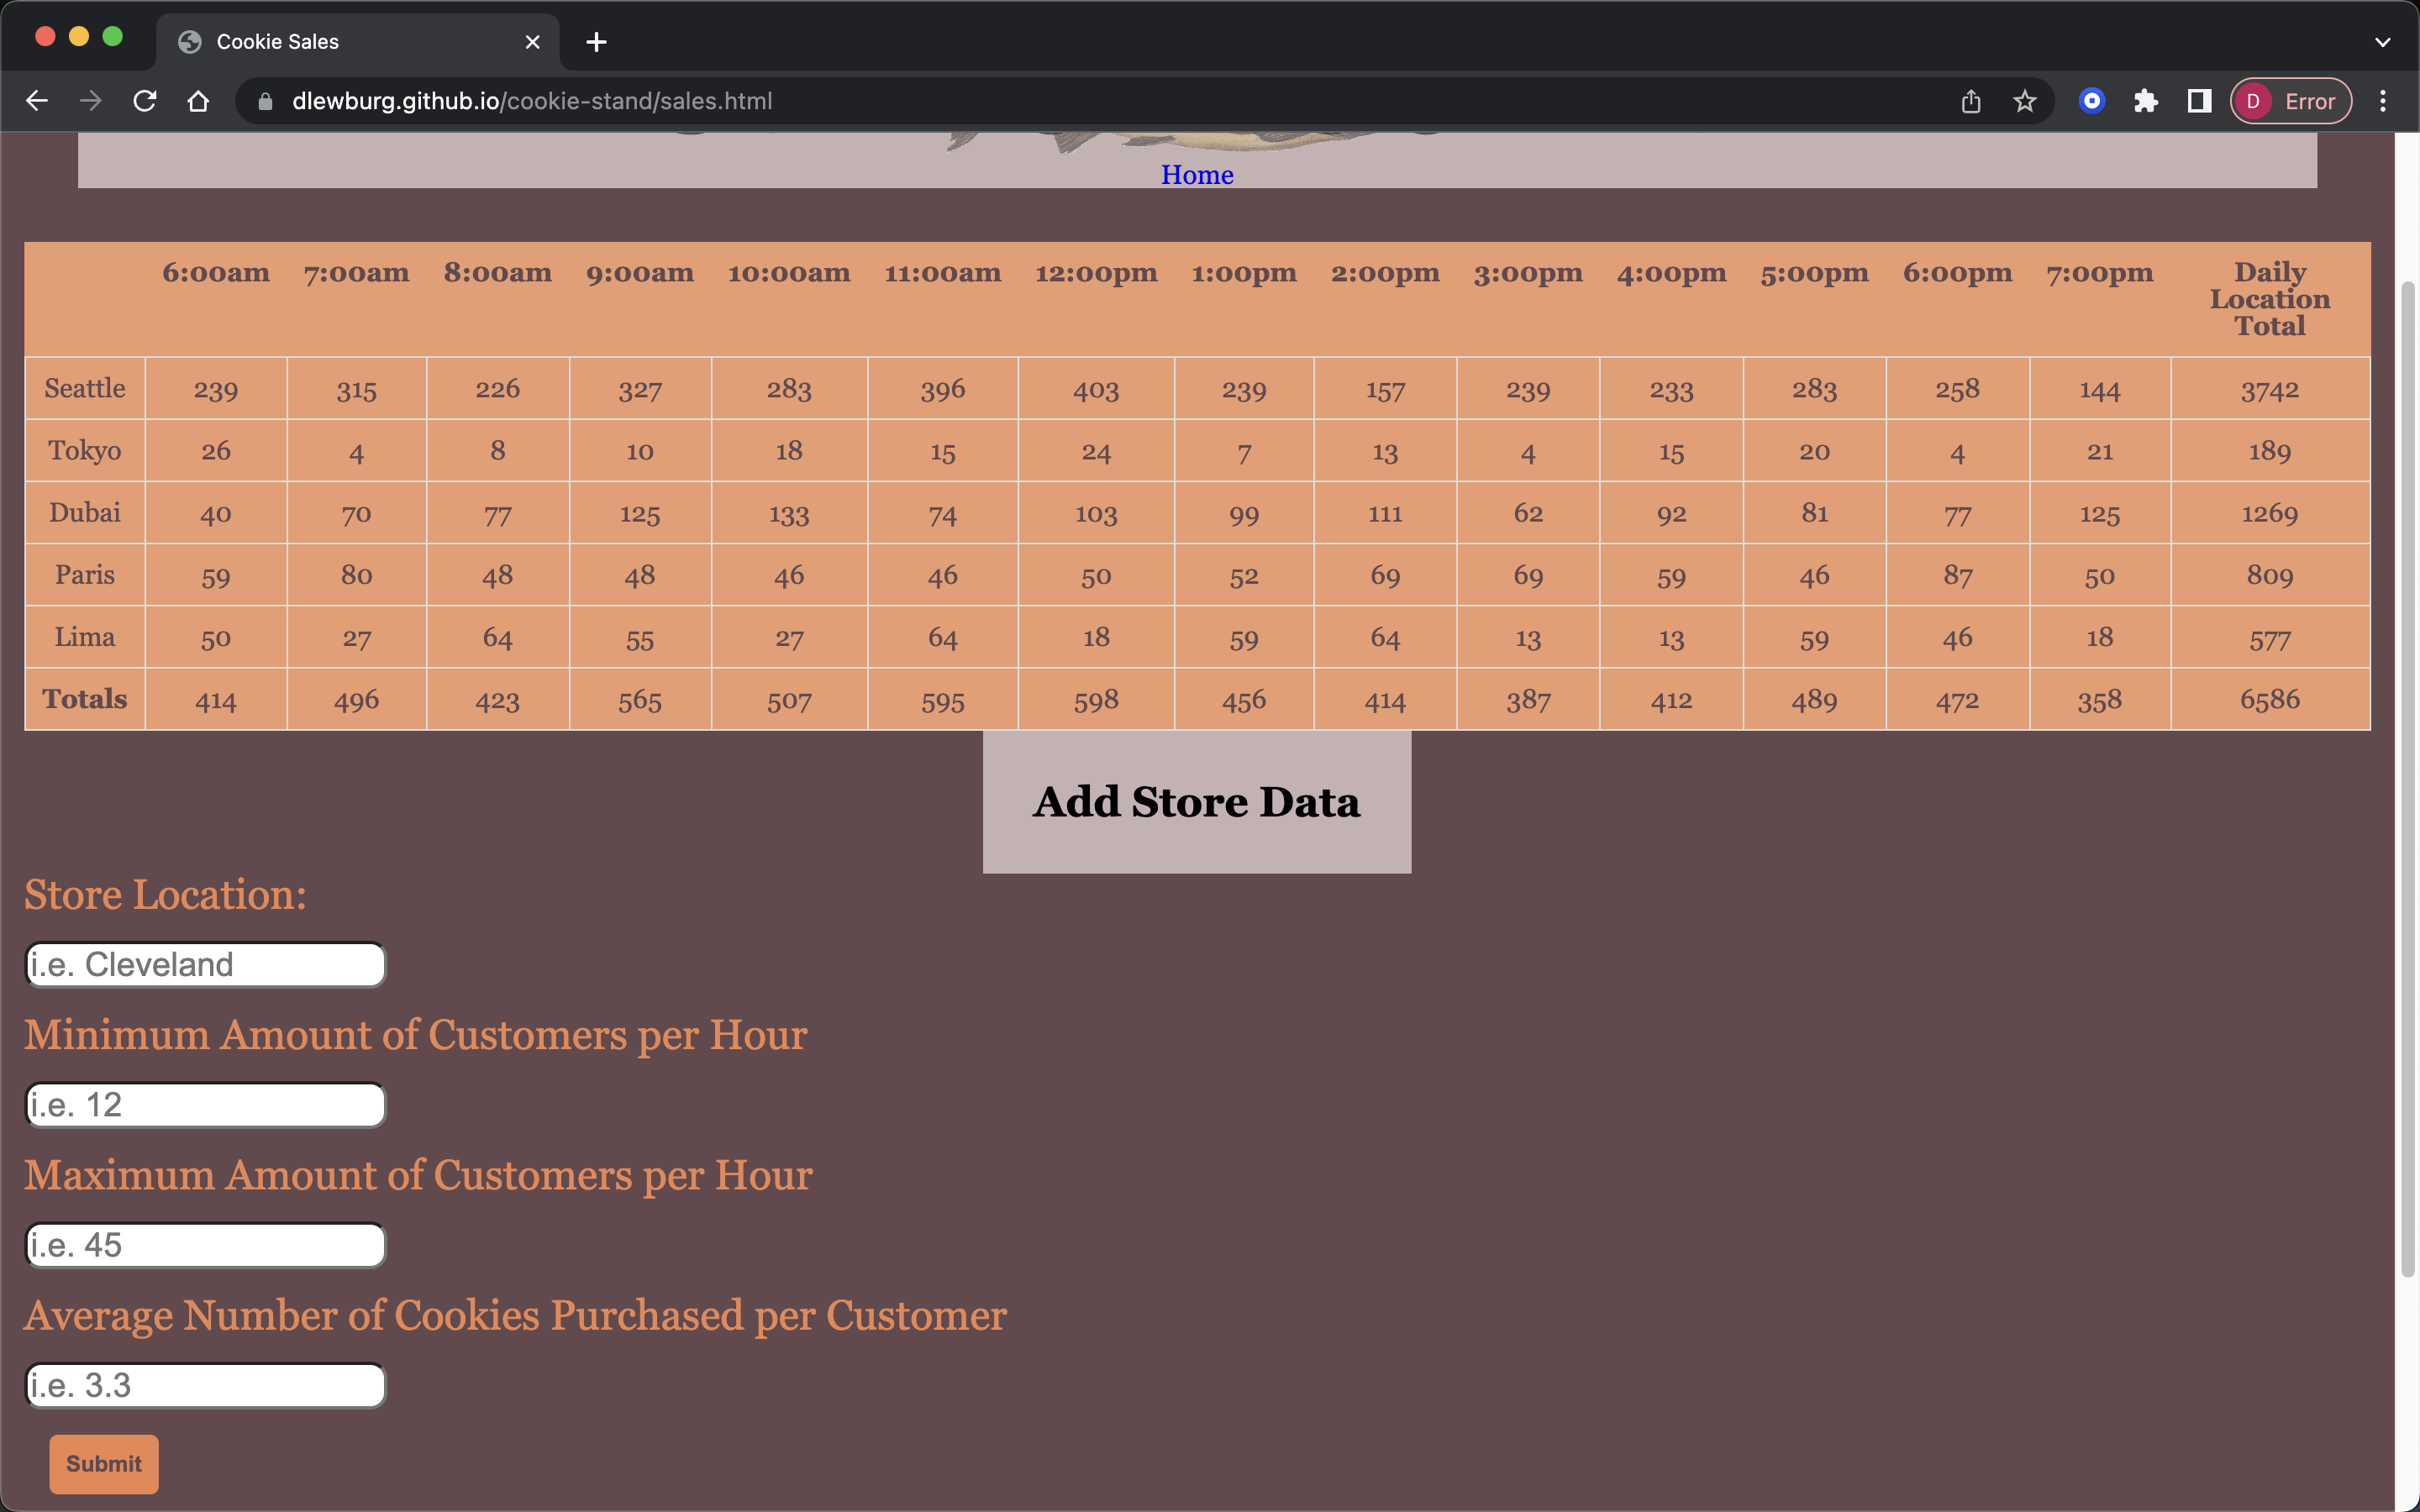 Cookie Sales
dlewburg.github.io/cookie-stand/sales.html
D Error
Home
6:00am 7:00am 8:00am 9:00am 10:00am 11:00am 12:00pm 1:00pm 2:00pm 3:00pm 4:00pm 5:00pm 6:00pm 7:00pm Daily
Location
Total
Seattle 239 315 226 327 283 396 403 239 157 239 233 283 258 144 3742
Tokyo 26 4 8 10 18 15 24 7 13 4 15 20 4 21 189
Dubai 40 70 77 125 133 74 103 99 111 62 92 81 77 125 1269
Paris 59 80 48 48 46 46 50 52 69 69 59 46 87 50 809
Lima 50 27 64 55 27 64 18 59 64 13 13 59 46 18 577
Totals 414 496 423 565 507 595 598 456 414 387 412 489 472 358 6586
Add Store Data
Store Location:
i.e. Cleveland
Minimum Amount of Customers per Hour
i.e. 12
Maximum Amount of Customers per Hour
i.e. 45
Average Number of Cookies Purchased per Customer
i.e. 3.3
Submit